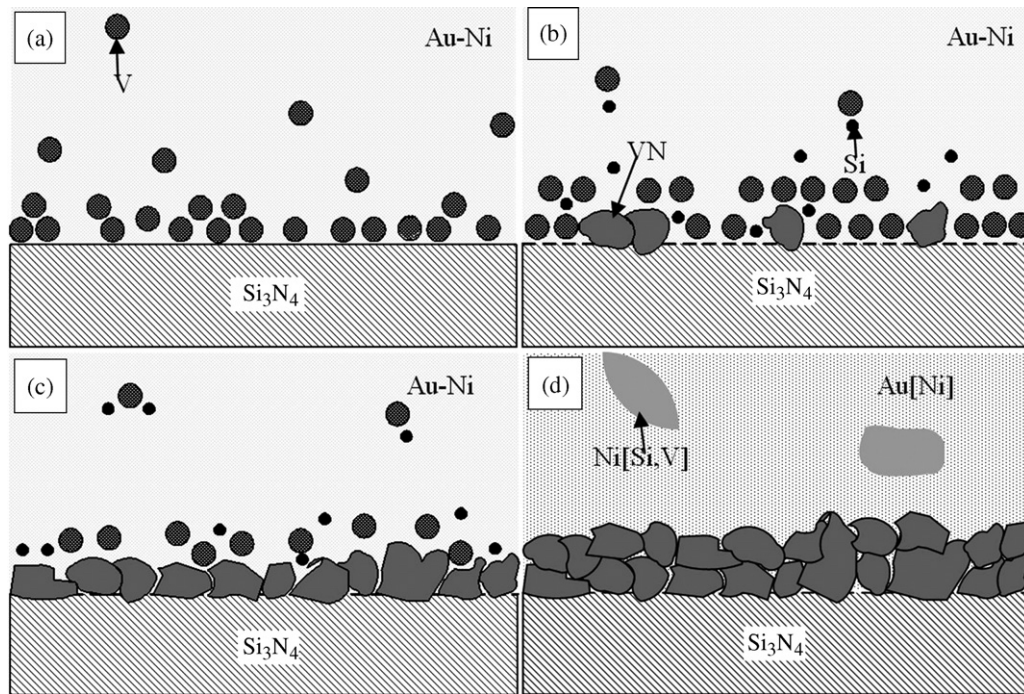 (a)
Au-Ni
V
Si3N4
(b)
Au-Ni
VN
Si
Si3N4
(c)
Au-Ni
Si3N4
(d)
Au[Ni]
Ni[Si,V]
Si3N4